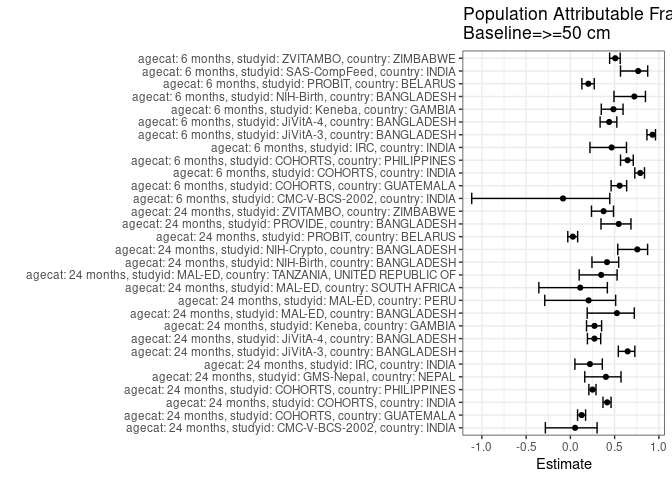 Population Attributable Fra
Baseline=>=50 cm
agecat: 6 months, studyid: ZVITAMBO, country: ZIMBABWE
agecat: 6 months, studyid: SAS-CompFeed, country: INDIA
agecat: 6 months, studyid: PROBIT, country: BELARUS
agecat: 6 months, studyid: NIH-Birth, country: BANGLADESH
agecat: 6 months, studyid: Keneba, country: GAMBIA
agecat: 6 months, studyid: JiVitA-4, country: BANGLADESH
agecat: 6 months, studyid: JiVitA-3, country: BANGLADESH
agecat: 6 months, studyid: IRC, country: INDIA
agecat: 6 months, studyid: COHORTS, country: PHILIPPINES
agecat: 6 months, studyid: COHORTS, country: INDIA
agecat: 6 months, studyid: COHORTS, country: GUATEMALA
agecat: 6 months, studyid: CMC-V-BCS-2002, country: INDIA
agecat: 24 months, studyid: ZVITAMBO, country: ZIMBABWE
agecat: 24 months, studyid: PROVIDE, country: BANGLADESH
agecat: 24 months, studyid: PROBIT, country: BELARUS
agecat: 24 months, studyid: NIH-Crypto, country: BANGLADESH
agecat: 24 months, studyid: NIH-Birth, country: BANGLADESH
agecat: 24 months, studyid: MAL-ED, country: TANZANIA, UNITED REPUBLIC OF
agecat: 24 months, studyid: MAL-ED, country: SOUTH AFRICA
agecat: 24 months, studyid: MAL-ED, country: PERU
agecat: 24 months, studyid: MAL-ED, country: BANGLADESH
agecat: 24 months, studyid: Keneba, country: GAMBIA
agecat: 24 months, studyid: JiVitA-4, country: BANGLADESH
agecat: 24 months, studyid: JiVitA-3, country: BANGLADESH
agecat: 24 months, studyid: IRC, country: INDIA
agecat: 24 months, studyid: GMS-Nepal, country: NEPAL
agecat: 24 months, studyid: COHORTS, country: PHILIPPINES
agecat: 24 months, studyid: COHORTS, country: INDIA
agecat: 24 months, studyid: COHORTS, country: GUATEMALA
agecat: 24 months, studyid: CMC-V-BCS-2002, country: INDIA
-1.0 -0.5 0.0 0.5 1.0
Estimate